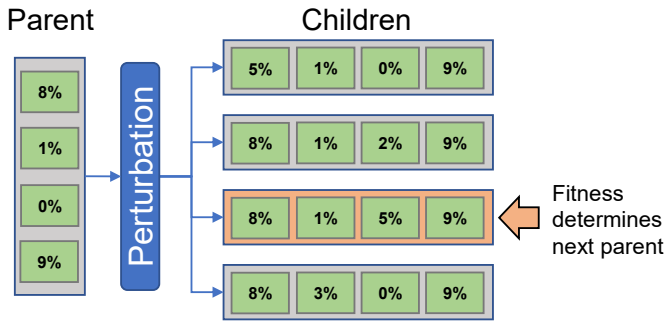 Parent
Children
8%
1%
0%
9%
Perturbation
5% 1% 0% 9%
8% 1% 2% 9%
8% 1% 5% 9%
8% 3% 0% 9%
Fitness
determines
next parent